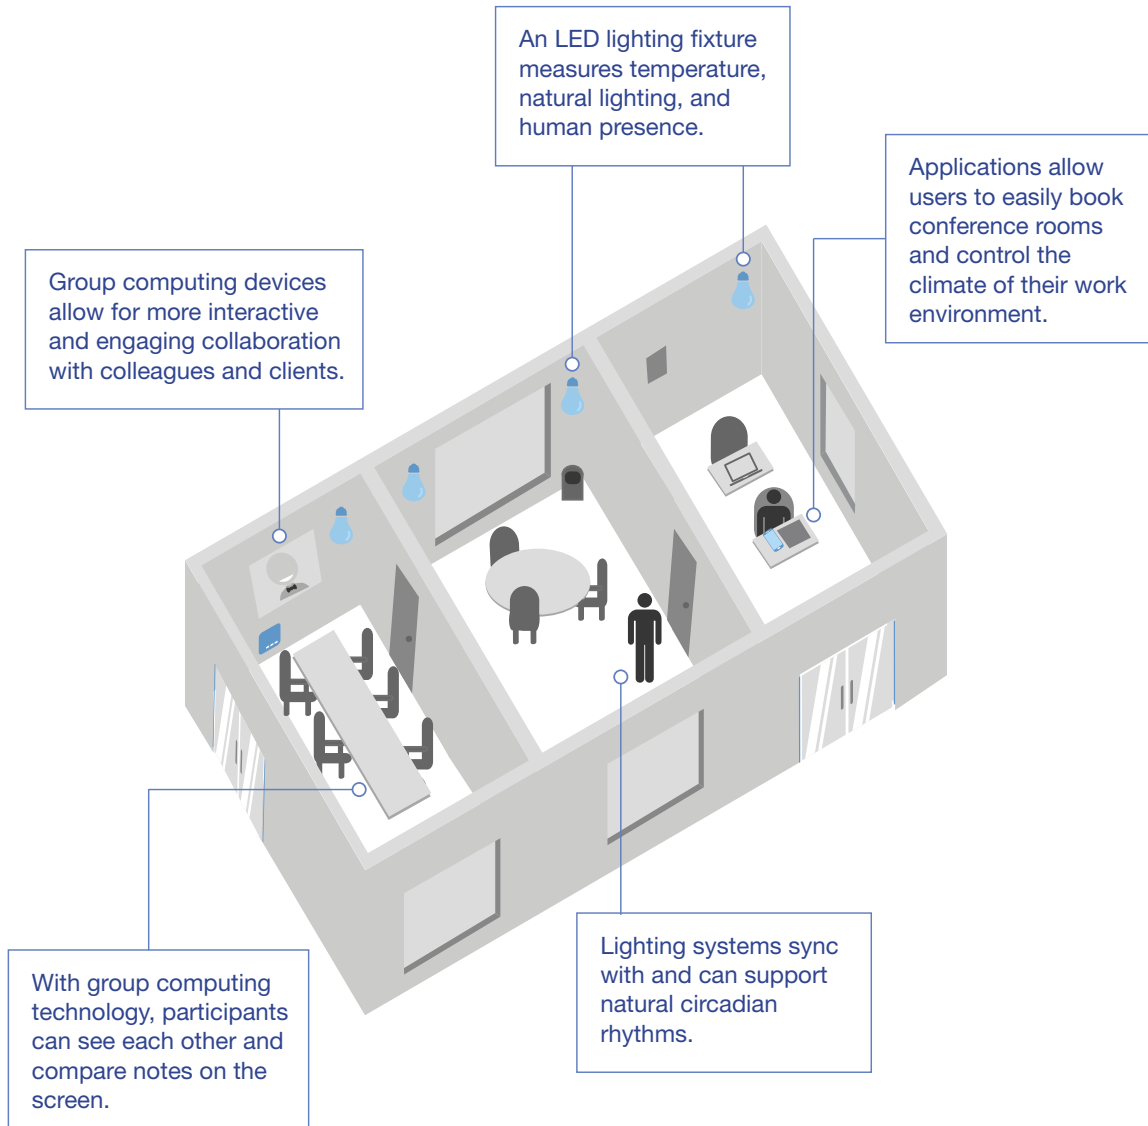 An LED lighting fixture
measures temperature,
natural lighting, and
human presence.
Applications allow
users to easily book
conference rooms
and control the
climate of their work
environment.
Group computing devices
allow for more interactive
and engaging collaboration
with colleagues and clients.
Lighting systems sync
with and can support
natural circadian
rhythms.
With group computing
technology, participants
can see each other and
compare notes on the
screen.